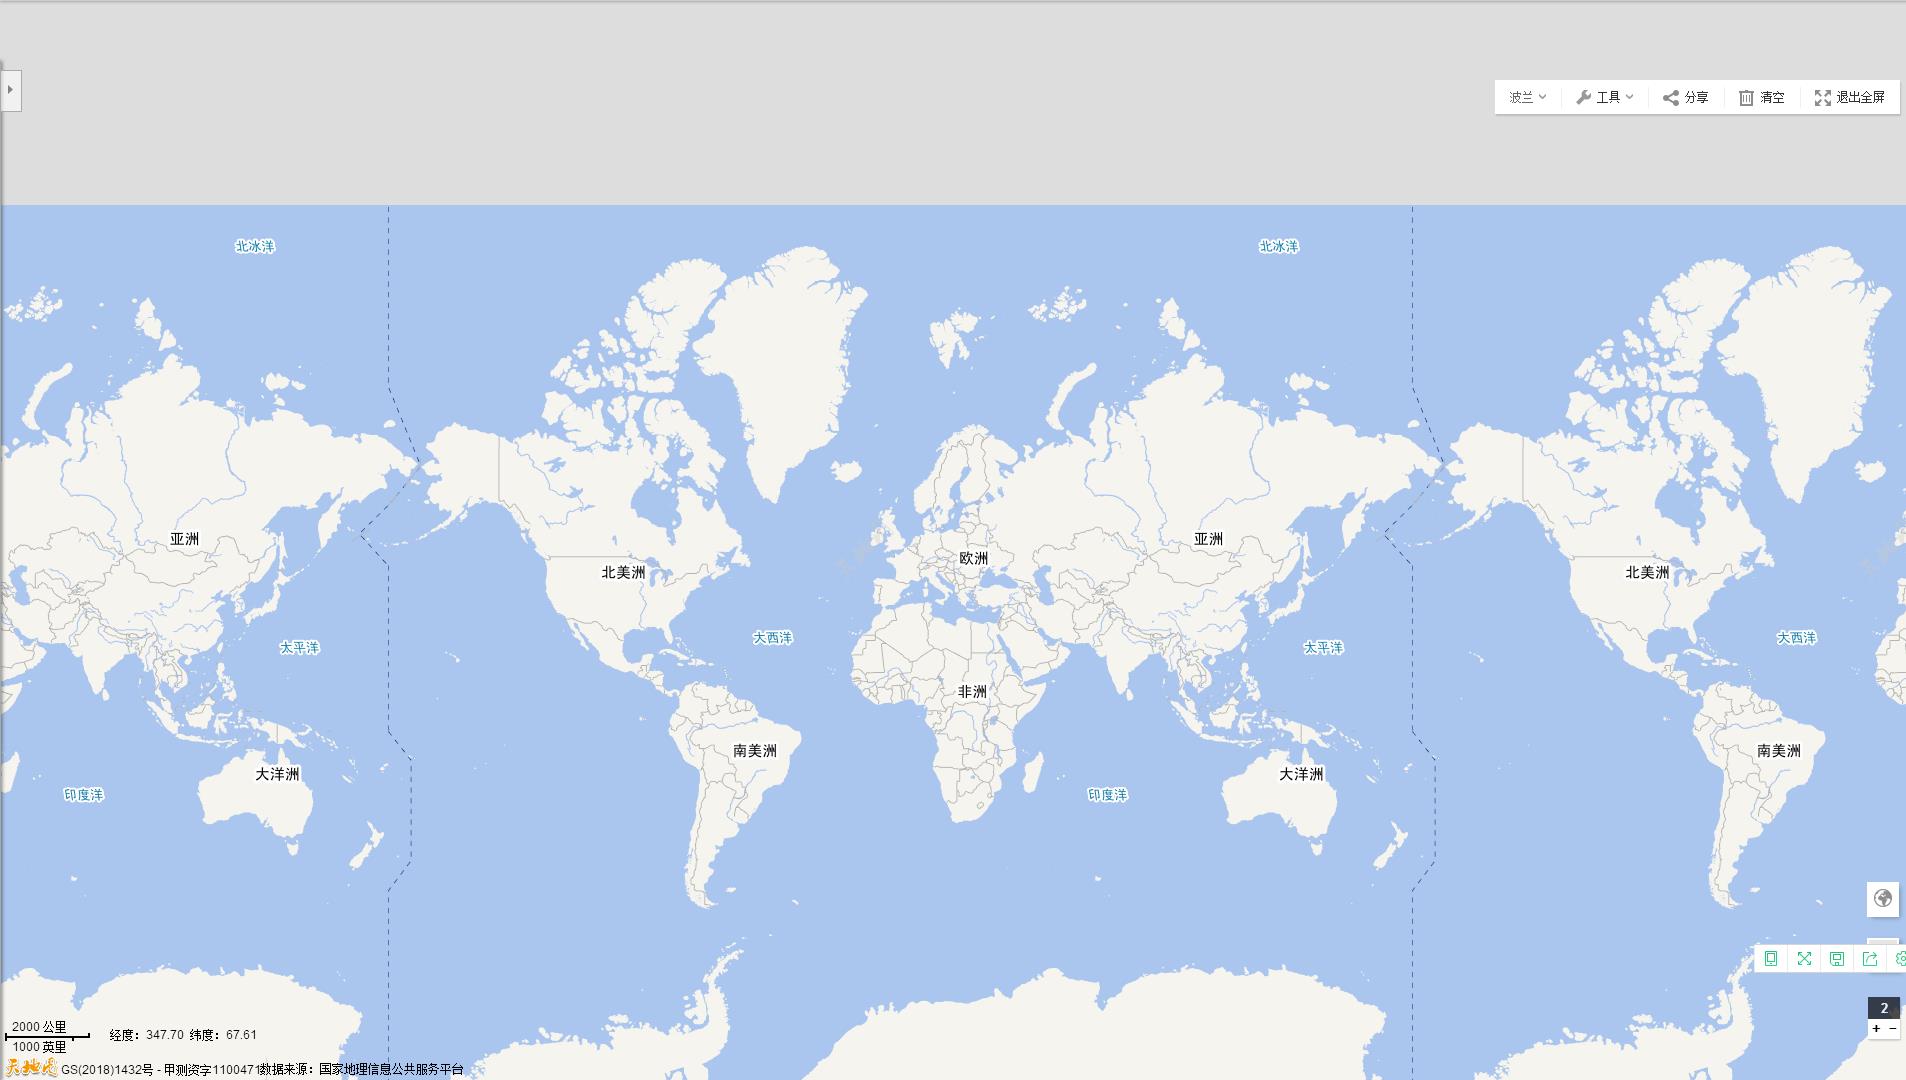 波兰 工具 分享 清空 退出全屏
北冰洋 北冰洋
亚洲 亚洲
欧洲
北美洲 北美洲
大西洋 大西洋
太平洋 太平洋
非洲
南美洲 南美洲
大洋洲 大洋洲
印度洋 印度洋
2
+ −
2000 公里
经度：347.70 纬度：67.61
1000 英里
天地图 GS(2018)1432号 - 甲测资字1100471 数据来源：国家地理信息公共服务平台